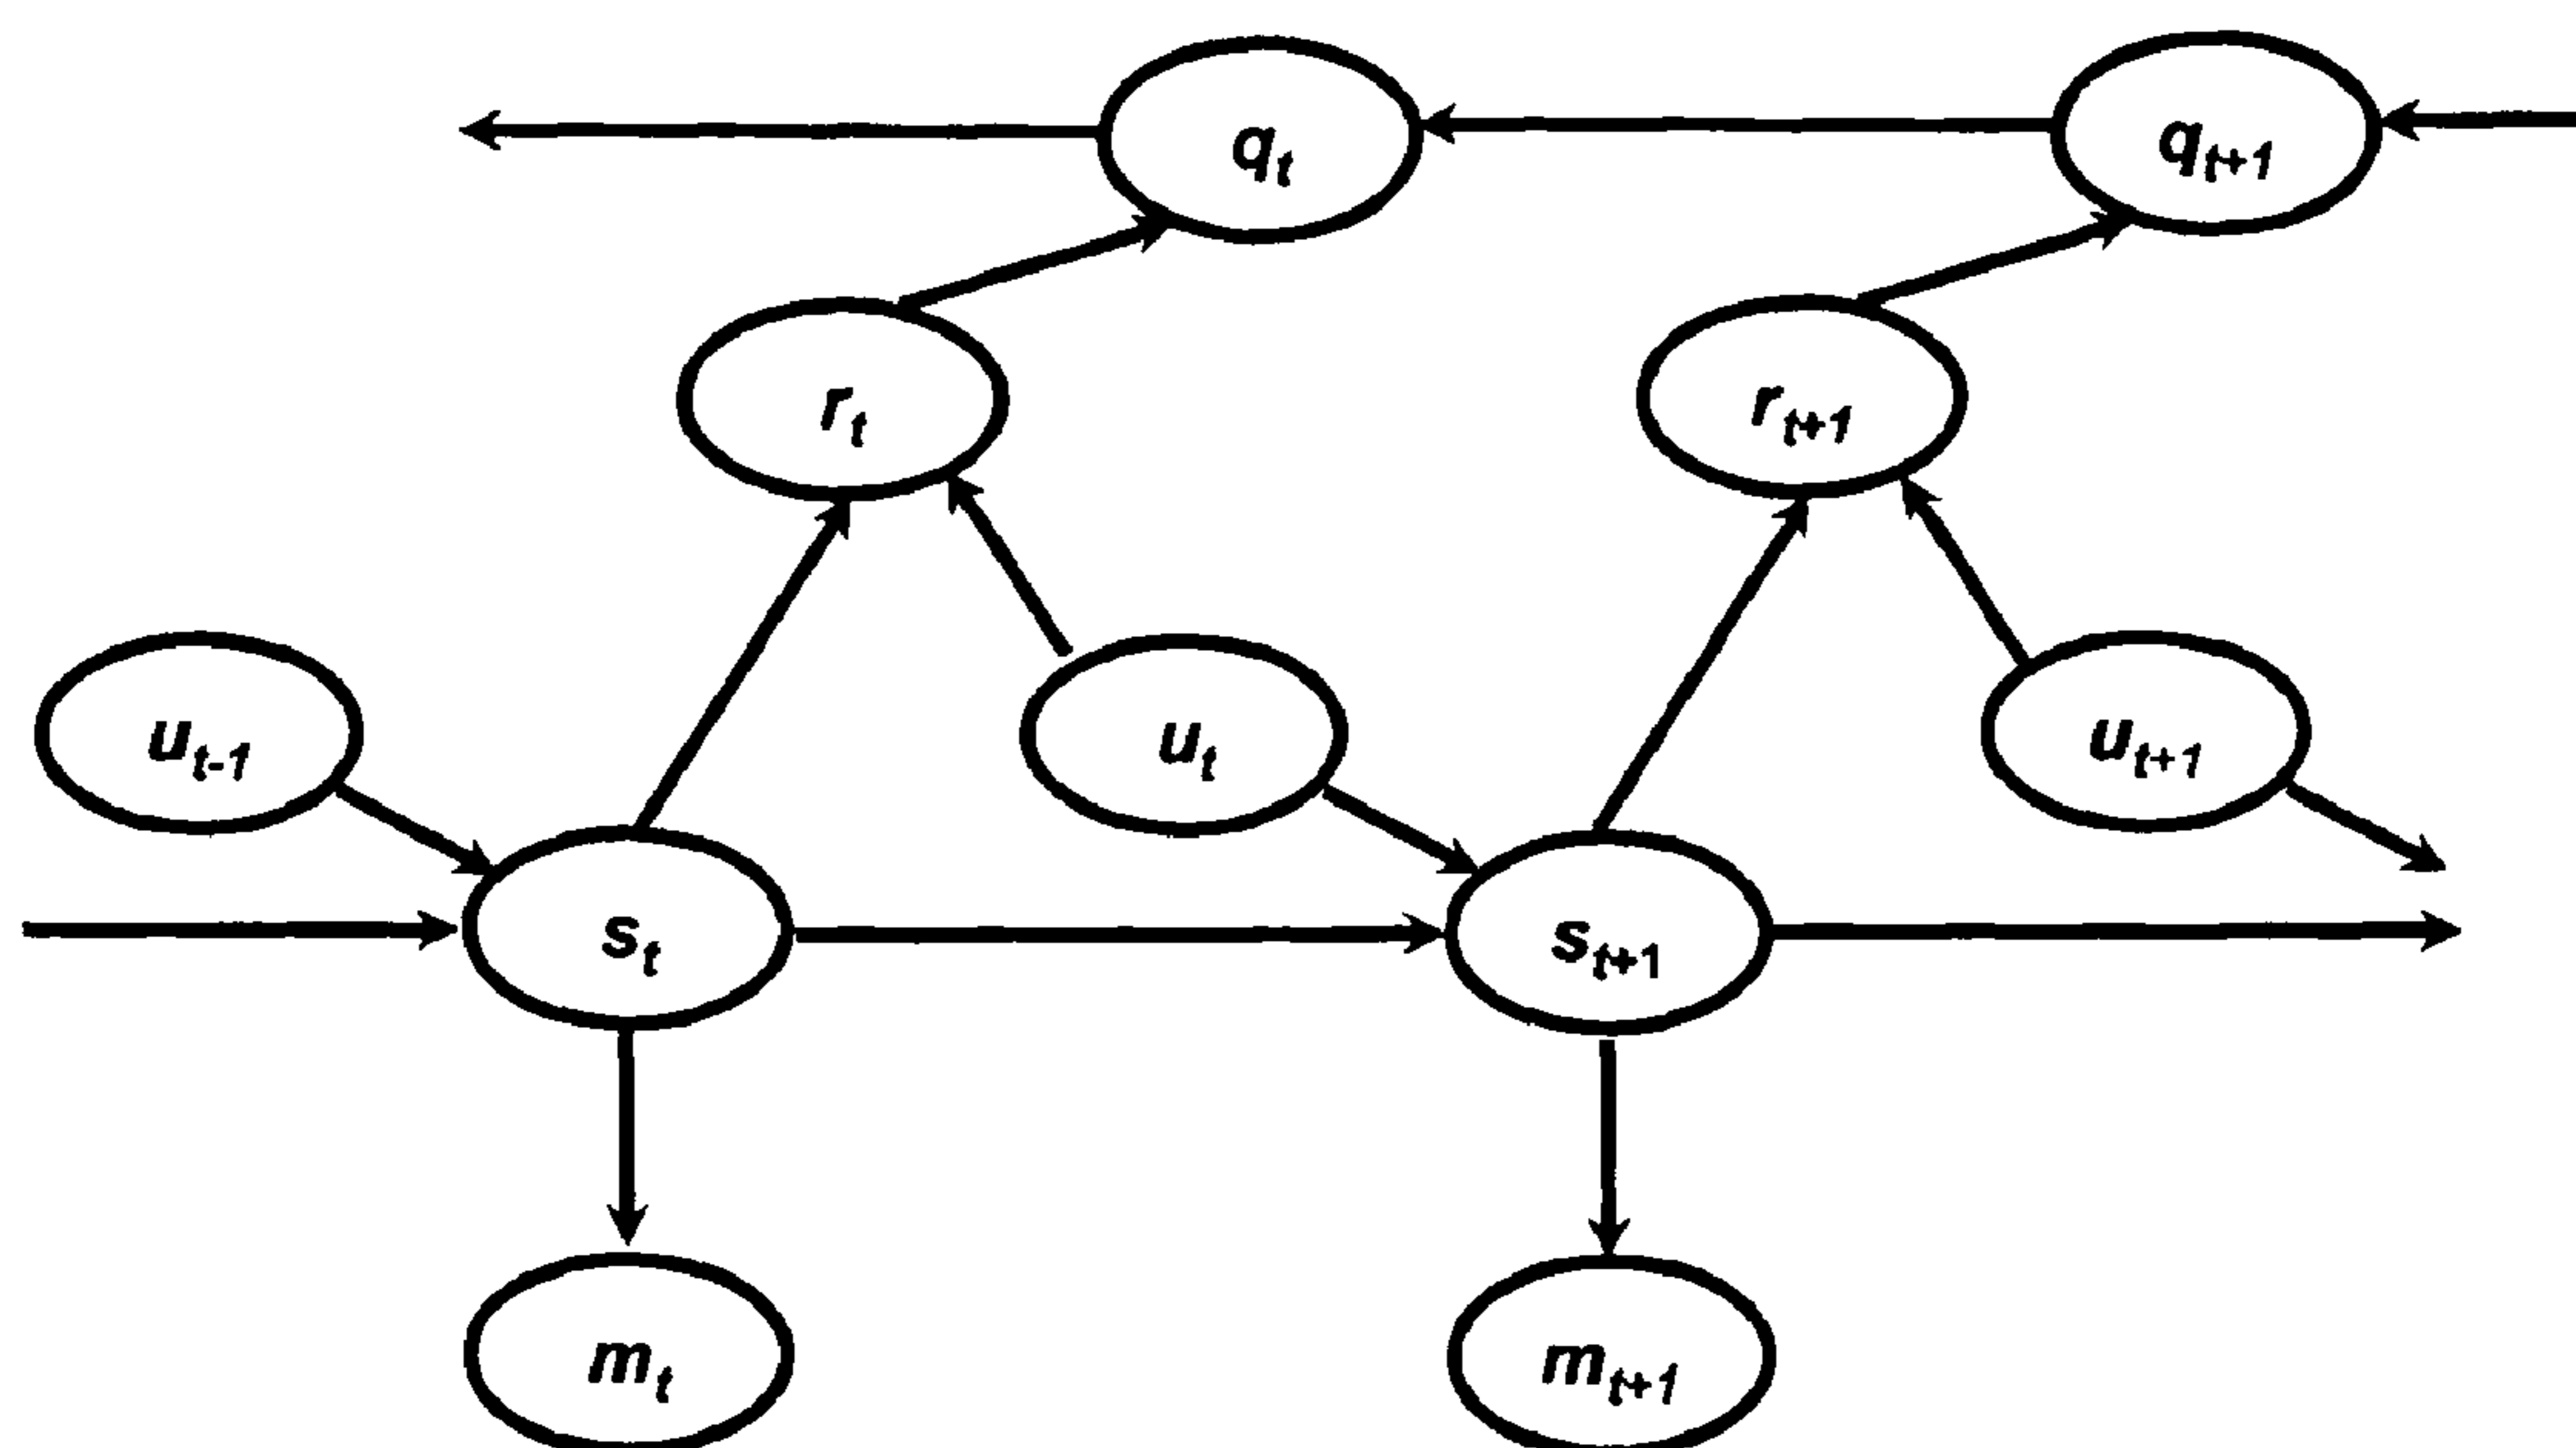 q_t
q_{t+1}
r_t
r_{t+1}
u_{t-1}
u_t
u_{t+1}
s_t
s_{t+1}
m_t
m_{t+1}